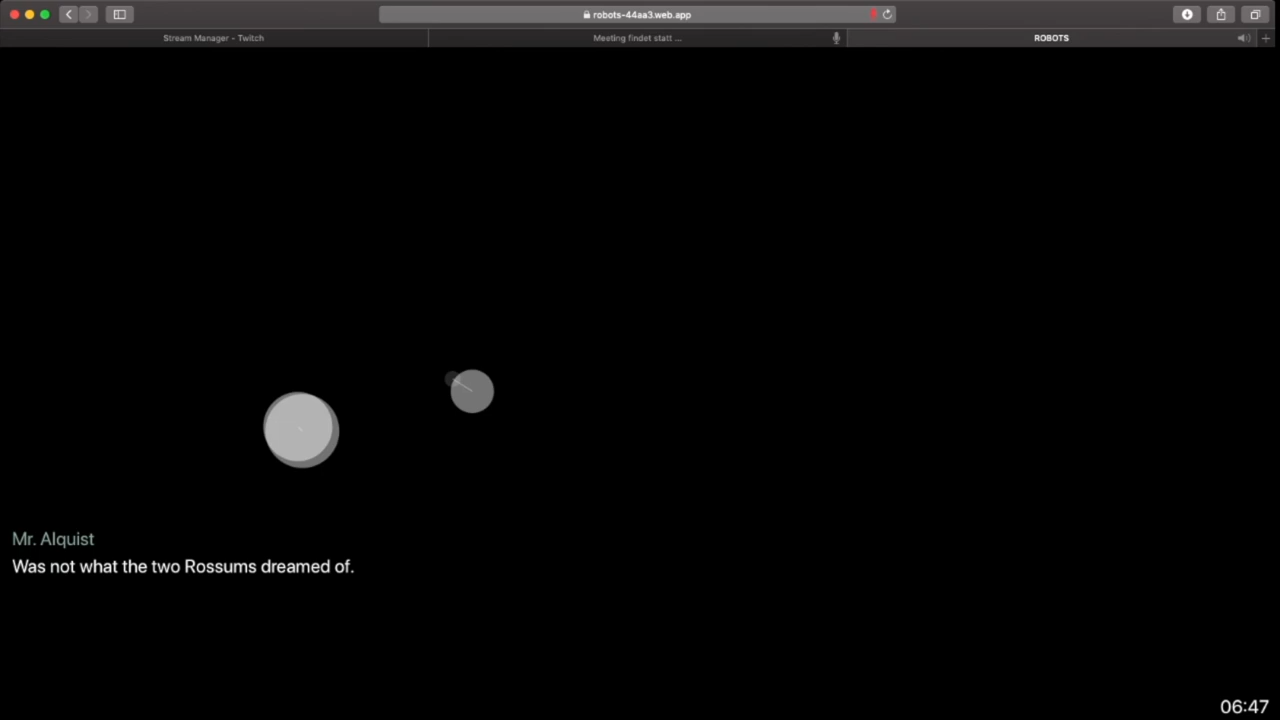 robots-44aa3.web.app
Stream Manager - Twitch
Meeting findet statt ...
ROBOTS
Mr. Alquist
Was not what the two Rossums dreamed of.
06:47